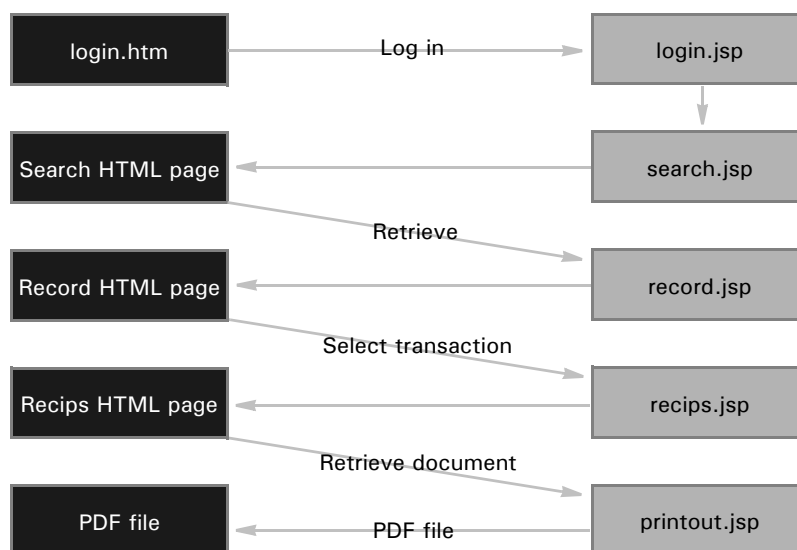 login.htm
Log in
login.jsp
Search HTML page
search.jsp
Retrieve
Record HTML page
record.jsp
Select transaction
Recips HTML page
recips.jsp
Retrieve document
PDF file
PDF file
printout.jsp